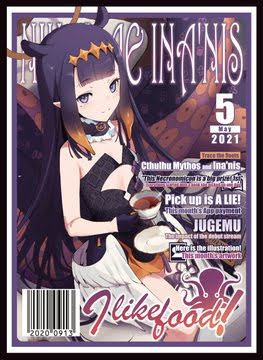 NINOMAE INA'NIS
5
May
2021
Trace the Roots
Cthulhu Mythos and Ina'nis
"This Necronomicon is a big prize!"
Pick up is A LIE!
This month's App payment
JUGEMU
The impact of the debut stream
Here is the illustration!
This month's artwork
I like food!
2020-0913